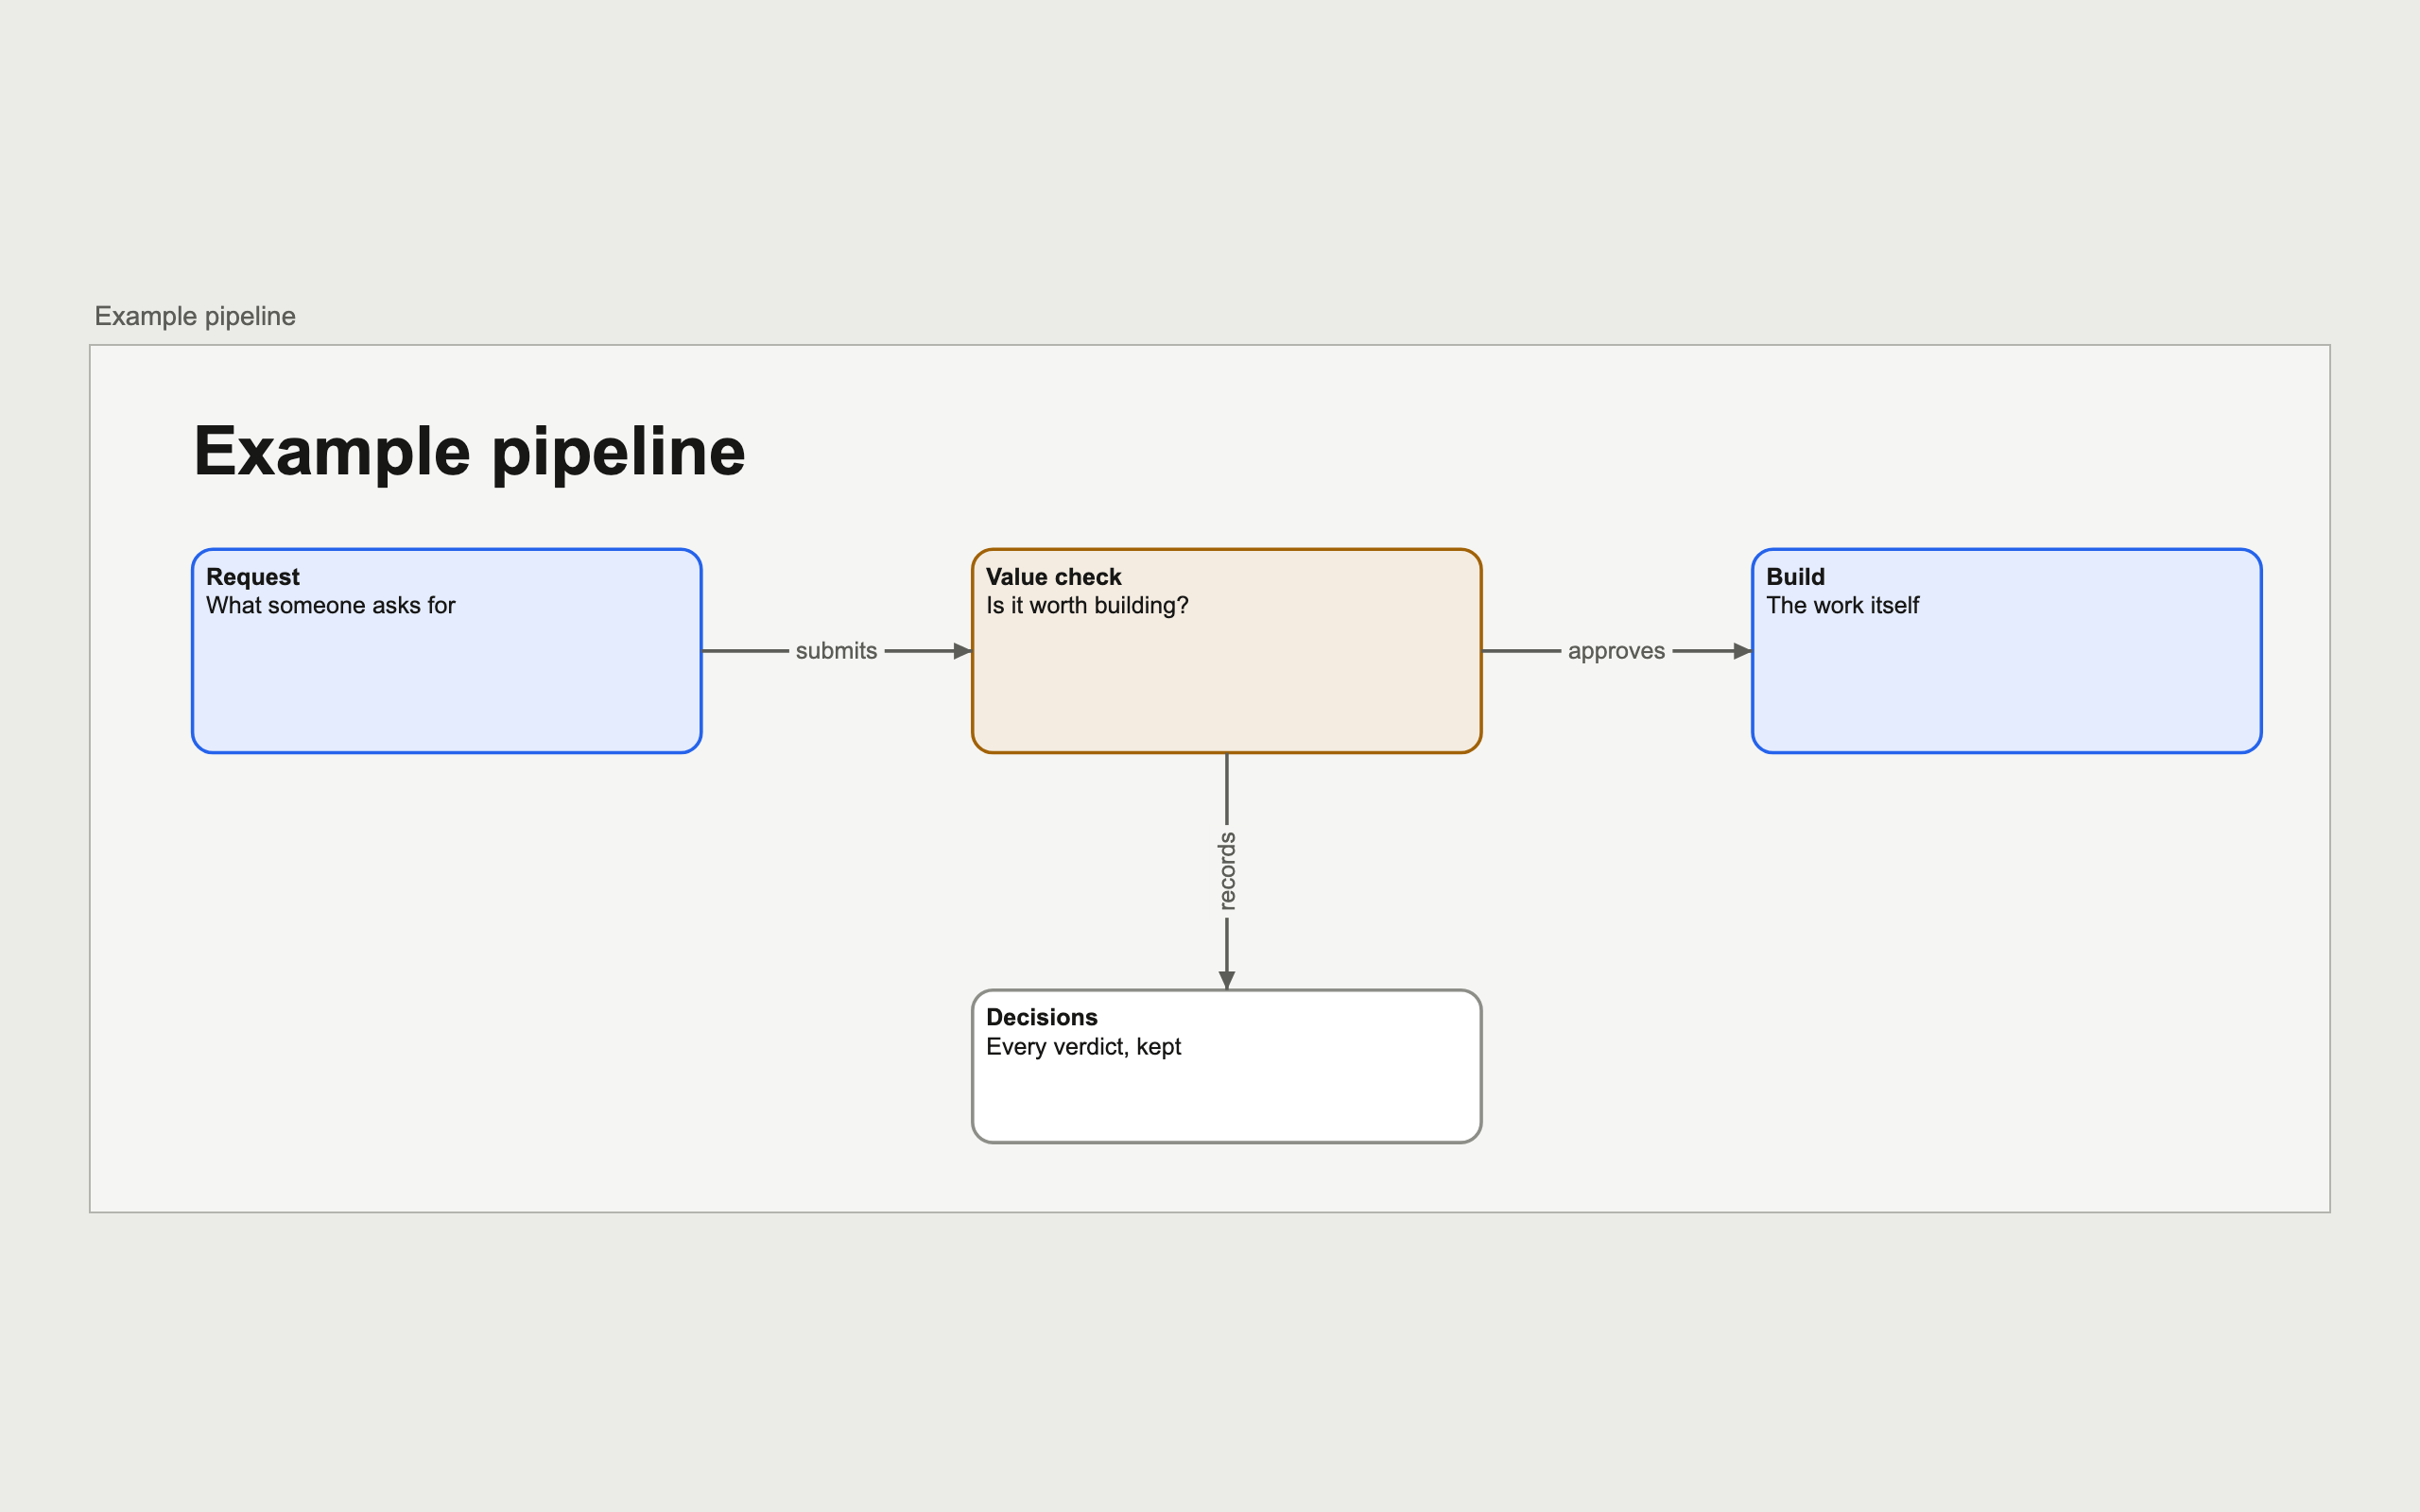 Example pipeline
Example pipeline
Request
What someone asks for
submits
Value check
Is it worth building?
approves
Build
The work itself
records
Decisions
Every verdict, kept